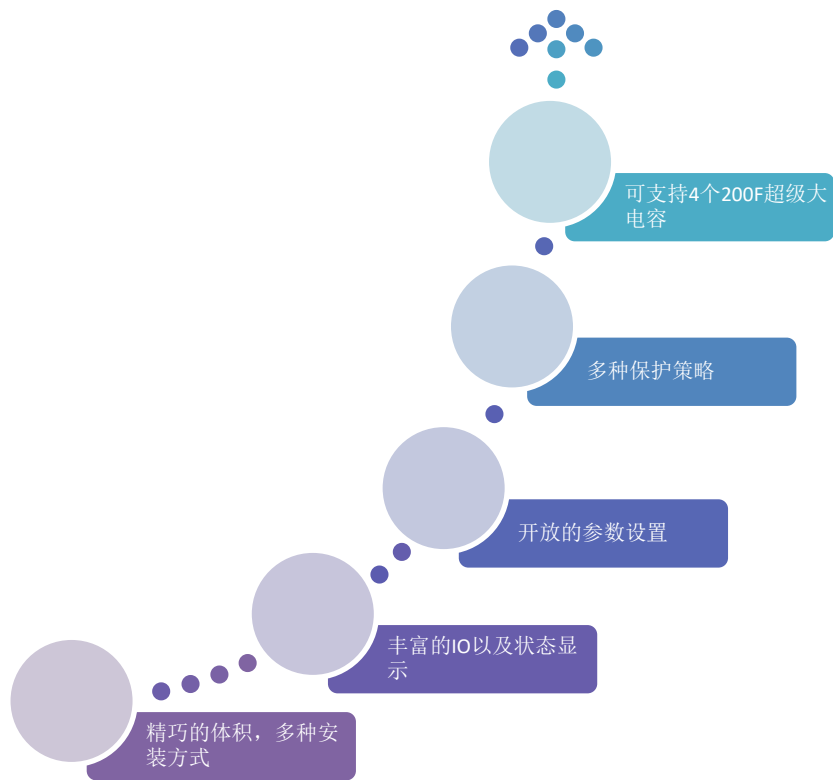 可支持4个200F超级大
电容
多种保护策略
开放的参数设置
丰富的IO以及状态显
示
精巧的体积，多种安
装方式